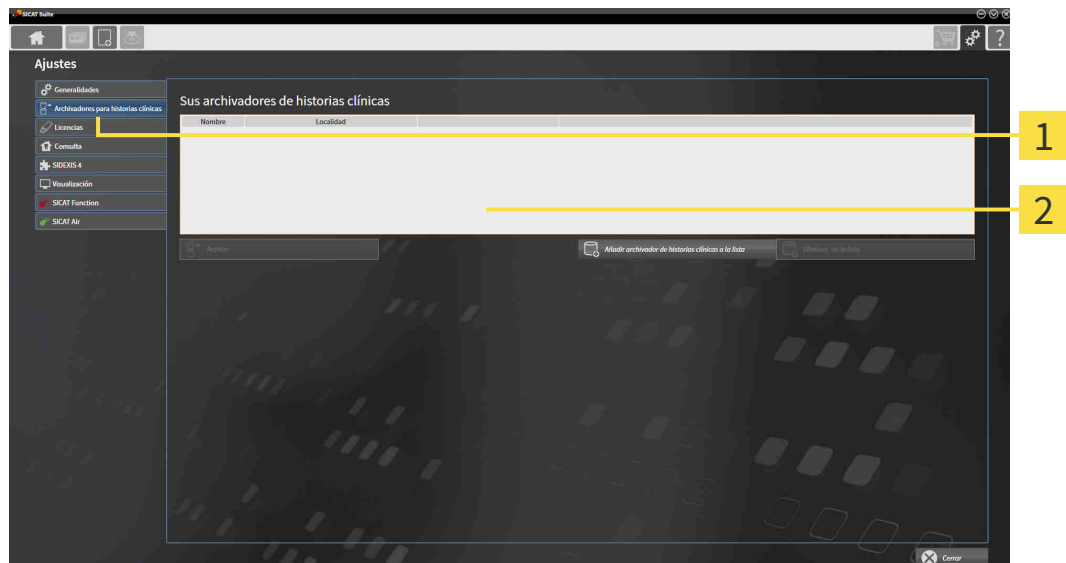 SICAT Suite
?
Ajustes
Generalidades
Archivadores para historias clínicas
Licencias
Consulta
SIDEXIS 4
Visualización
SICAT Function
SICAT Air
Sus archivadores de historias clínicas
Nombre Localidad
Activar
Añadir archivador de historias clínicas a la lista
Eliminar de la lista
Cerrar
1
2